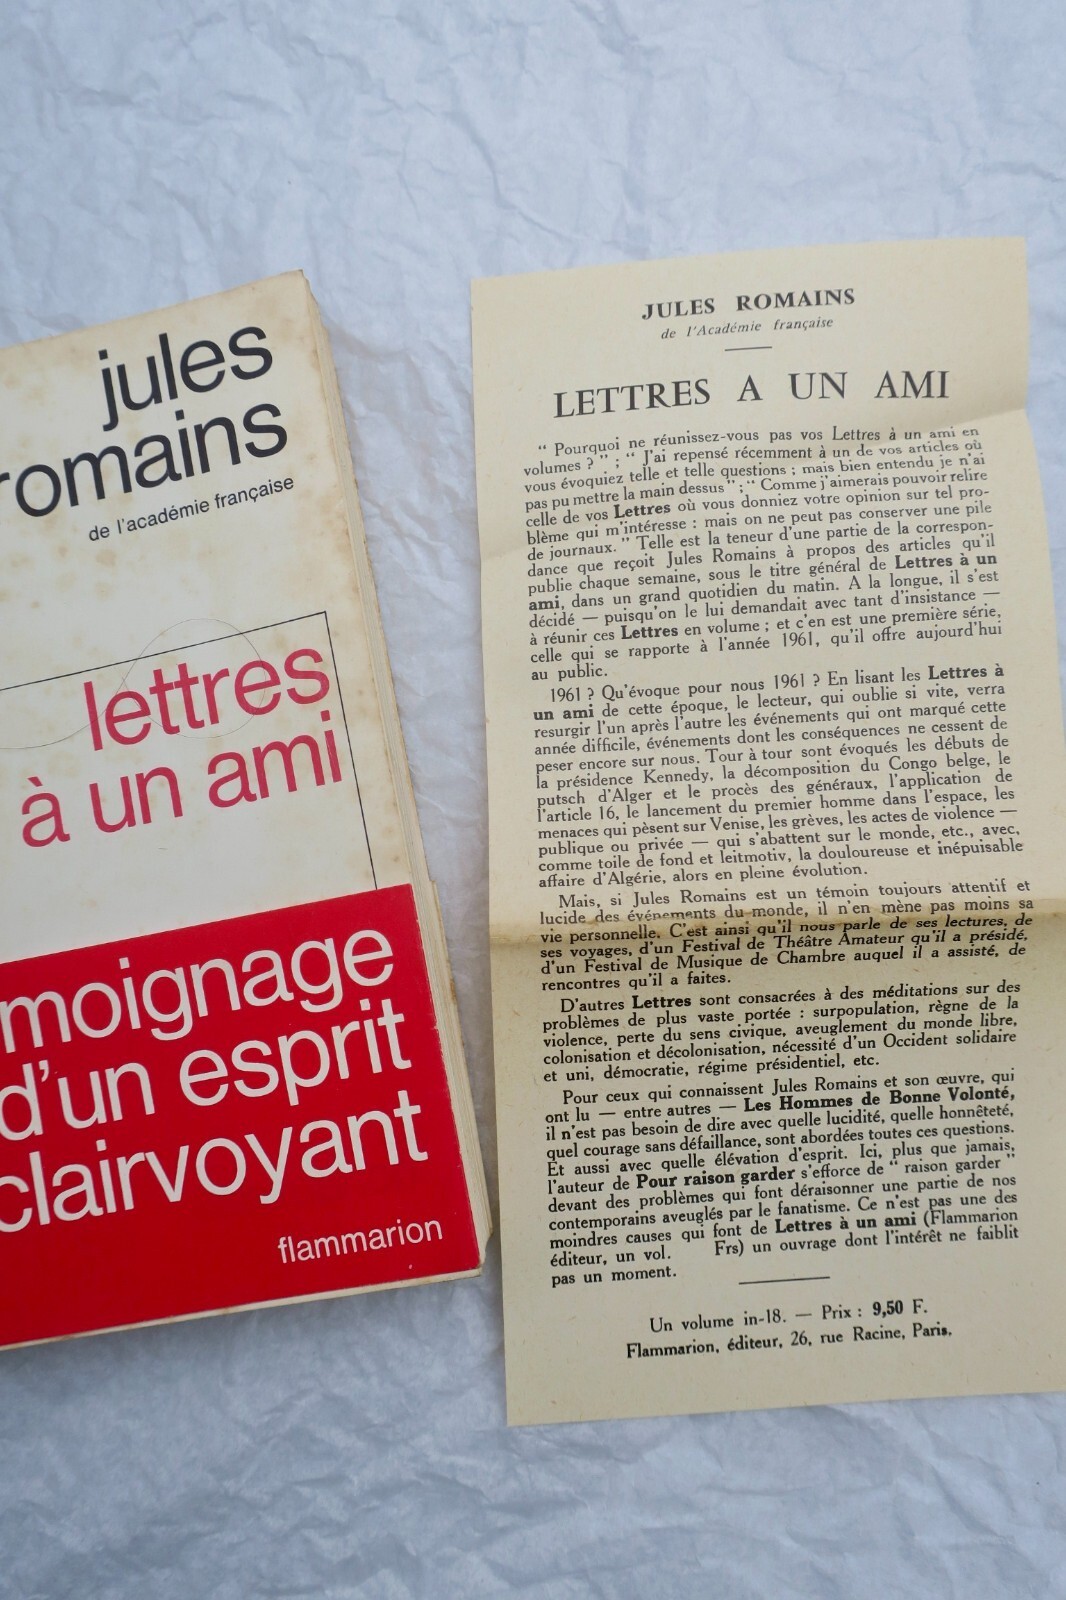 jules
romains
de l'académie française
lettres
à un ami
moignage
d'un esprit
clairvoyant
flammarion
JULES ROMAINS
de l'Académie française
LETTRES A UN AMI
" Pourquoi ne réunissez-vous pas vos Lettres à un ami en
volumes ? " ; " J'ai repensé récemment à un de vos articles où
vous évoquiez telle et telle questions ; mais bien entendu je n'ai
pas pu mettre la main dessus " ; " Comme j'aimerais pouvoir relire
celle de vos Lettres où vous donniez votre opinion sur tel pro-
blème qui m'intéresse : mais on ne peut pas conserver une pile
de journaux. " Telle est la teneur d'une partie de la correspon-
dance que reçoit Jules Romains à propos des articles qu'il
publie chaque semaine, sous le titre général de Lettres à un
ami, dans un grand quotidien du matin. A la longue, il s'est
décidé — puisqu'on le lui demandait avec tant d'insistance —
à réunir ces Lettres en volume ; et c'en est une première série,
celle qui se rapporte à l'année 1961, qu'il offre aujourd'hui
au public.
1961 ? Qu'évoque pour nous 1961 ? En lisant les Lettres à
un ami de cette époque, le lecteur, qui oublie si vite, verra
resurgir l'un après l'autre les événements qui ont marqué cette
année difficile, événements dont les conséquences ne cessent de
peser encore sur nous. Tour à tour sont évoqués les débuts de
la présidence Kennedy, la décomposition du Congo belge, le
putsch d'Alger et le procès des généraux, l'application de
l'article 16, le lancement du premier homme dans l'espace, les
menaces qui pèsent sur Venise, les grèves, les actes de violence —
publique ou privée — qui s'abattent sur le monde, etc., avec,
comme toile de fond et leitmotiv, la douloureuse et inépuisable
affaire d'Algérie, alors en pleine évolution.
Mais, si Jules Romains est un témoin toujours attentif et
lucide des événements du monde, il n'en mène pas moins sa
vie personnelle. C'est ainsi qu'il nous parle de ses lectures, de
ses voyages, d'un Festival de Théâtre Amateur qu'il a présidé,
d'un Festival de Musique de Chambre auquel il a assisté, de
rencontres qu'il a faites.
D'autres Lettres sont consacrées à des méditations sur des
problèmes de plus vaste portée : surpopulation, règne de la
violence, perte du sens civique, aveuglement du monde libre,
colonisation et décolonisation, nécessité d'un Occident solidaire
et uni, démocratie, régime présidentiel, etc.
Pour ceux qui connaissent Jules Romains et son œuvre, qui
ont lu — entre autres — Les Hommes de Bonne Volonté,
il n'est pas besoin de dire avec quelle lucidité, quelle honnêteté,
quel courage sans défaillance, sont abordées toutes ces questions.
Et aussi avec quelle élévation d'esprit. Ici, plus que jamais,
l'auteur de Pour raison garder s'efforce de " raison garder "
devant des problèmes qui font déraisonner une partie de nos
contemporains aveuglés par le fanatisme. Ce n'est pas une des
moindres causes qui font de Lettres à un ami (Flammarion
éditeur, un vol. Frs) un ouvrage dont l'intérêt ne faiblit
pas un moment.
Un volume in-18. — Prix : 9,50 F.
Flammarion, éditeur, 26, rue Racine, Paris.